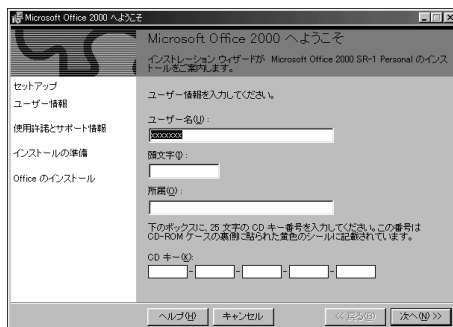 Microsoft Office 2000 へようこそ
Microsoft Office 2000 へようこそ
インストレーション ウィザードが Microsoft Office 2000 SR-1 Personal のインス
トールをご案内します。
セットアップ
ユーザー情報
使用許諾とサポート情報
インストールの準備
Office のインストール
ユーザー情報を入力してください。
ユーザー名(U) :
xxxxxxx
頭文字(I) :
所属(O) :
下のボックスに、25 文字の CD キー番号を入力してください。この番号は
CD-ROM ケースの裏側に貼られた黄色のシールに記載されています。
CD キー(K):
- - - -
ヘルプ(H)
キャンセル
<< 戻る(B)
次へ(N) >>